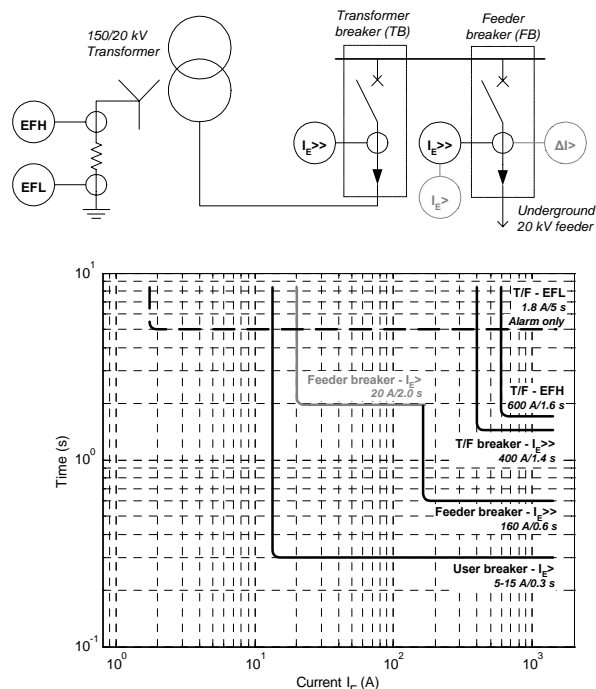 150/20 kV
Transformer
Transformer
breaker (TB)
Feeder
breaker (FB)
EFH
EFL
I_E>>
I_E>>
ΔI>
I_E>
Underground
20 kV feeder
10^1
10^0
10^-1
Time (s)
T/F - EFL
1.8 A/5 s
Alarm only
Feeder breaker - I_E>
20 A/2.0 s
T/F - EFH
600 A/1.6 s
T/F breaker - I_E>>
400 A/1.4 s
Feeder breaker - I_E>>
160 A/0.6 s
User breaker - I_E>
5-15 A/0.3 s
10^0
10^1
10^2
10^3
Current I_E (A)